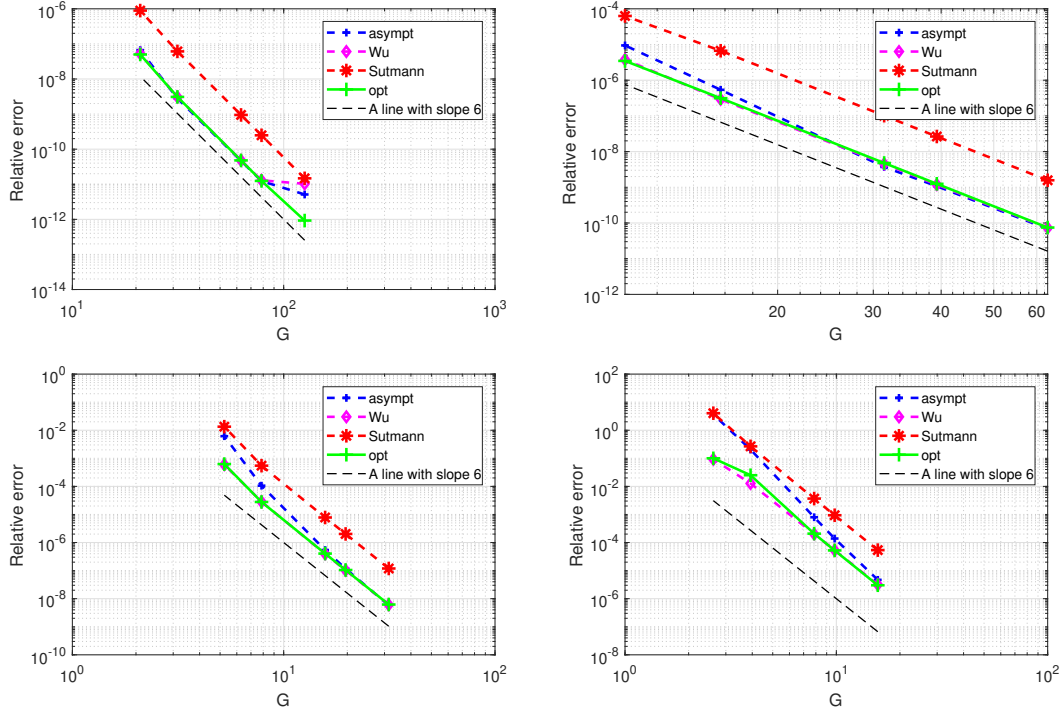 10^-6
10^-8
10^-10
10^-12
10^-14
Relative error
10^1
10^2
10^3
G
asympt
Wu
Sutmann
opt
A line with slope 6
10^-4
10^-6
10^-8
10^-10
10^-12
Relative error
20
30
40
50
60
G
asympt
Wu
Sutmann
opt
A line with slope 6
10^0
10^-2
10^-4
10^-6
10^-8
10^-10
Relative error
10^0
10^1
10^2
G
asympt
Wu
Sutmann
opt
A line with slope 6
10^2
10^0
10^-2
10^-4
10^-6
10^-8
Relative error
10^0
10^1
10^2
G
asympt
Wu
Sutmann
opt
A line with slope 6